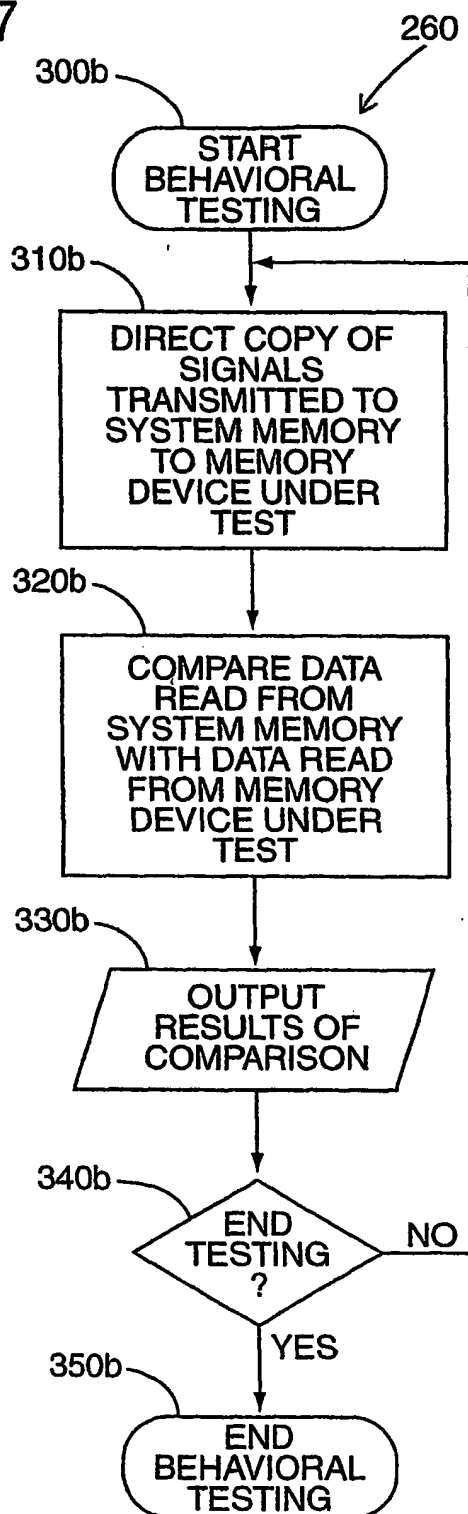 7
260
300b
START
BEHAVIORAL
TESTING
310b
DIRECT COPY OF
SIGNALS
TRANSMITTED TO
SYSTEM MEMORY
TO MEMORY
DEVICE UNDER
TEST
320b
COMPARE DATA
READ FROM
SYSTEM MEMORY
WITH DATA READ
FROM MEMORY
DEVICE UNDER
TEST
330b
OUTPUT
RESULTS OF
COMPARISON
340b
END
TESTING
?
NO
YES
350b
END
BEHAVIORAL
TESTING